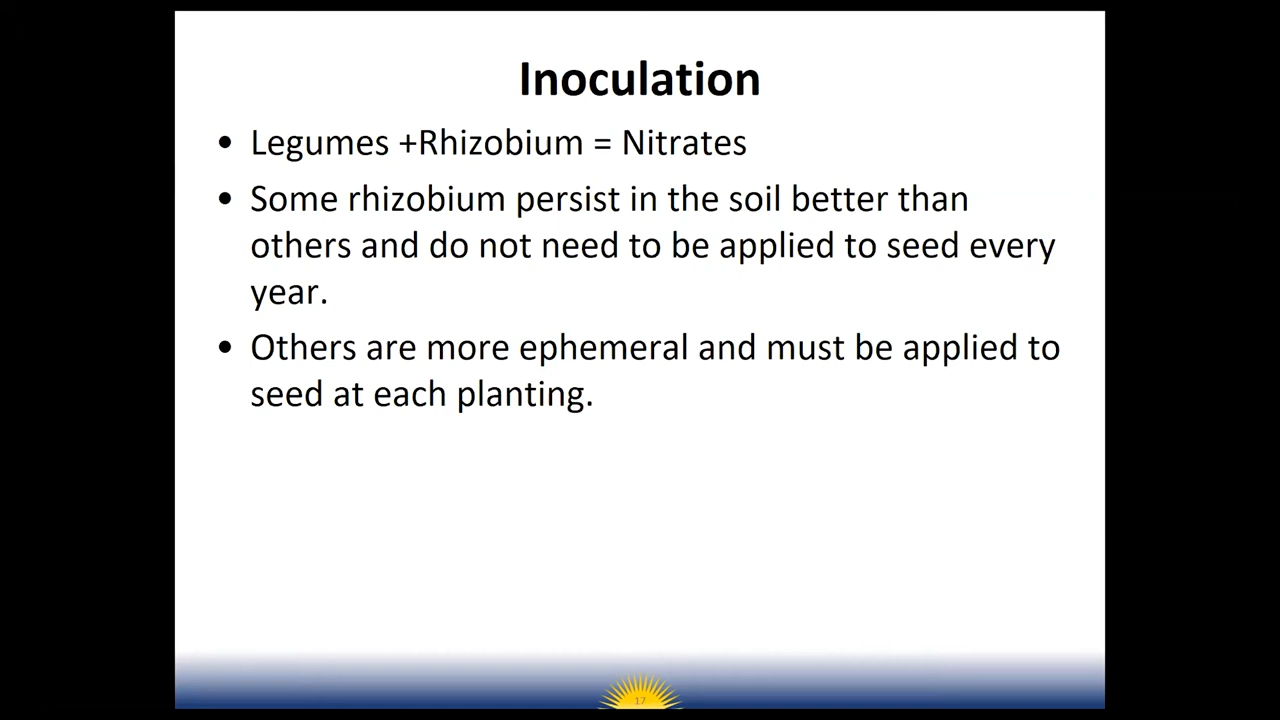 Inoculation
• Legumes +Rhizobium = Nitrates
• Some rhizobium persist in the soil better than
others and do not need to be applied to seed every
year.
• Others are more ephemeral and must be applied to
seed at each planting.
17